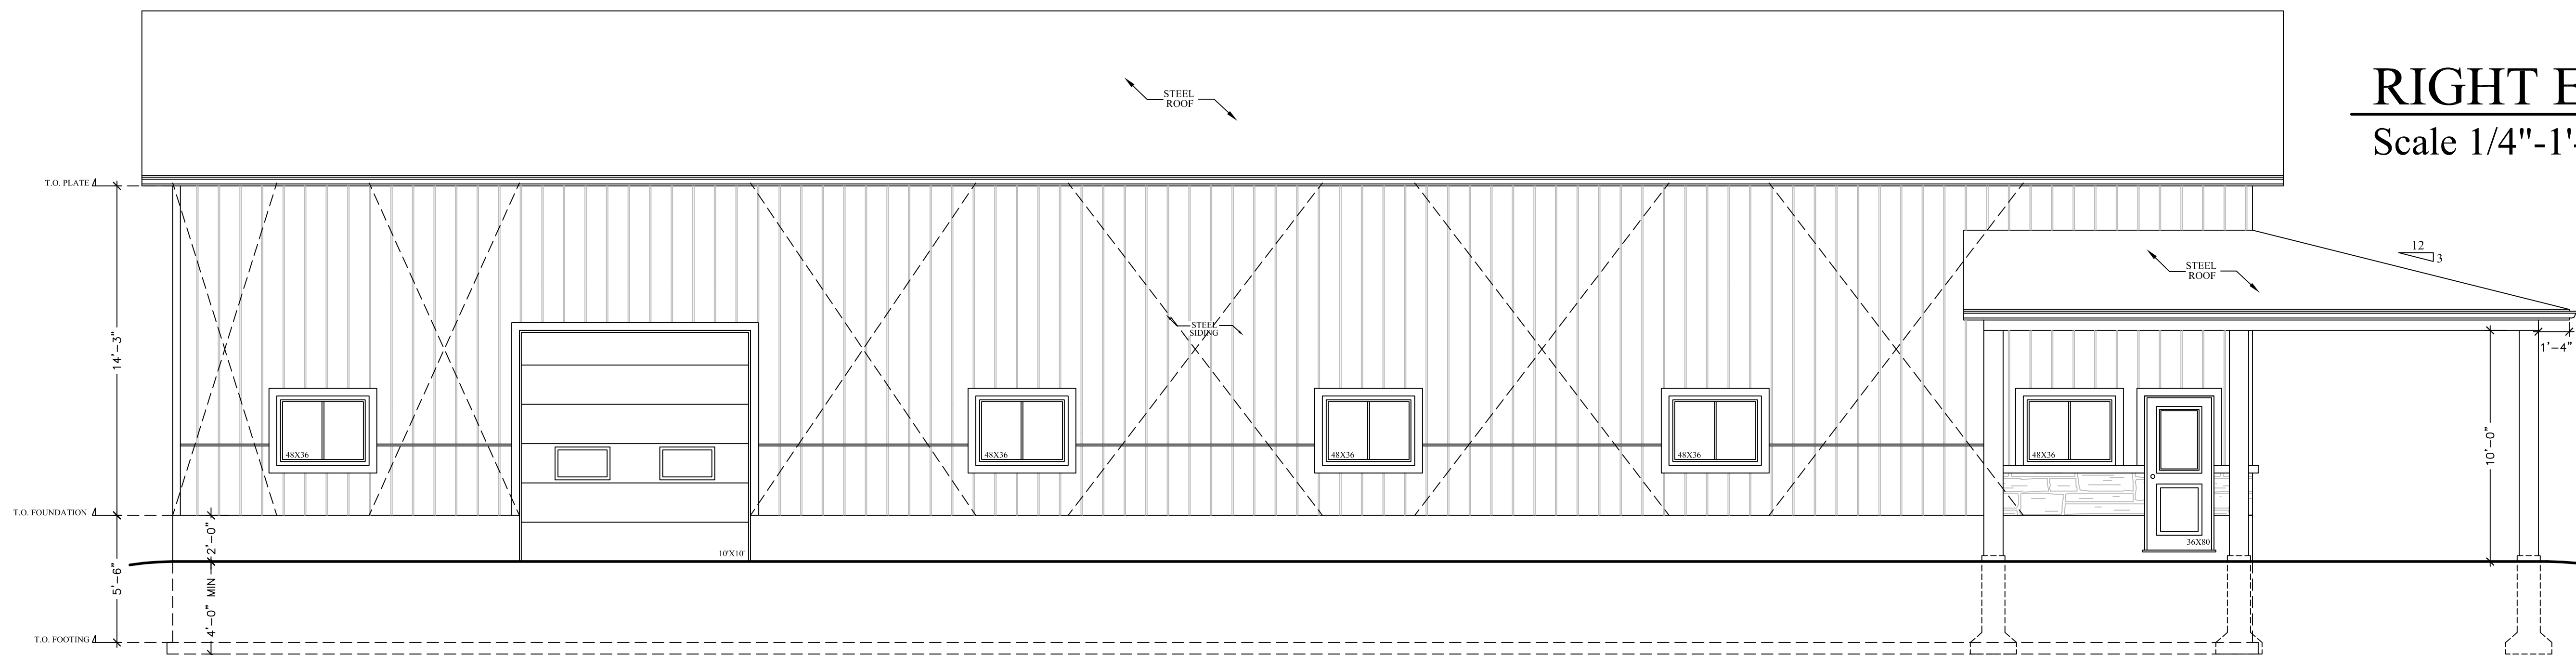 RIGHT E
Scale 1/4"-1'-
STEEL
ROOF
T.O. PLATE
12
3
STEEL
ROOF
STEEL
SIDING
14'-3"
1'-4"
48X36
48X36
48X36
48X36
48X36
10'-0"
T.O. FOUNDATION
2'-0"
10'X10'
36X80
5'-6"
4'-0" MIN
T.O. FOOTING